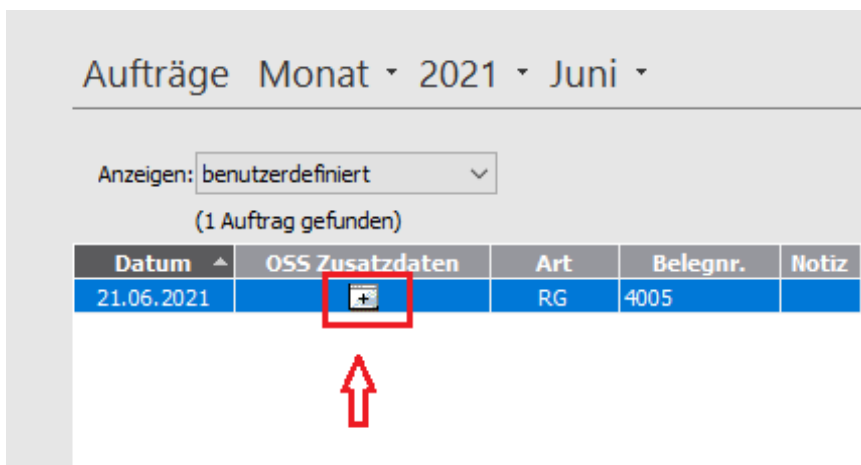 Aufträge Monat 2021 Juni
Anzeigen: benutzerdefiniert
(1 Auftrag gefunden)
Datum OSS Zusatzdaten Art Belegnr. Notiz
21.06.2021 RG 4005